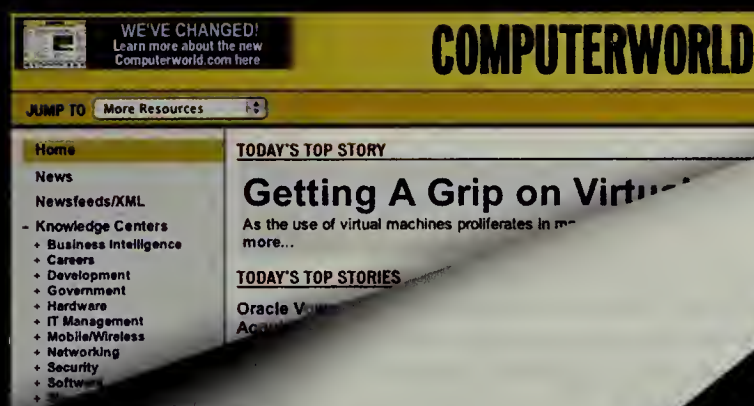 WE'VE CHANGED!
Learn more about the new
Computerworld.com here
COMPUTERWORLD
JUMP TO More Resources
Home
News
Newsfeeds/XML
- Knowledge Centers
+ Business Intelligence
+ Careers
+ Development
+ Government
+ Hardware
+ IT Management
+ Mobile/Wireless
+ Networking
+ Security
+ Software
TODAY'S TOP STORY
Getting A Grip on
As the use of virtual machines proliferates in
more...
TODAY'S TOP STORIES
Oracle